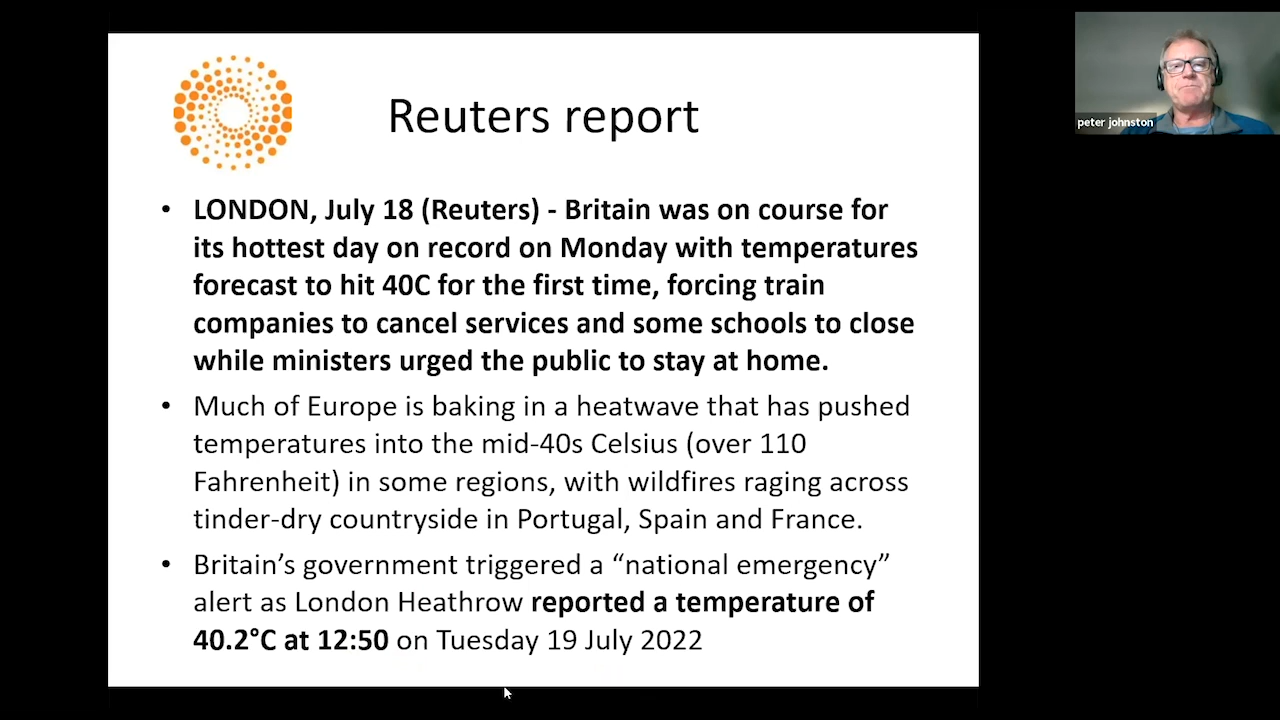 Reuters report
• LONDON, July 18 (Reuters) - Britain was on course for
its hottest day on record on Monday with temperatures
forecast to hit 40C for the first time, forcing train
companies to cancel services and some schools to close
while ministers urged the public to stay at home.
• Much of Europe is baking in a heatwave that has pushed
temperatures into the mid-40s Celsius (over 110
Fahrenheit) in some regions, with wildfires raging across
tinder-dry countryside in Portugal, Spain and France.
• Britain’s government triggered a “national emergency”
alert as London Heathrow reported a temperature of
40.2°C at 12:50 on Tuesday 19 July 2022
peter johnston